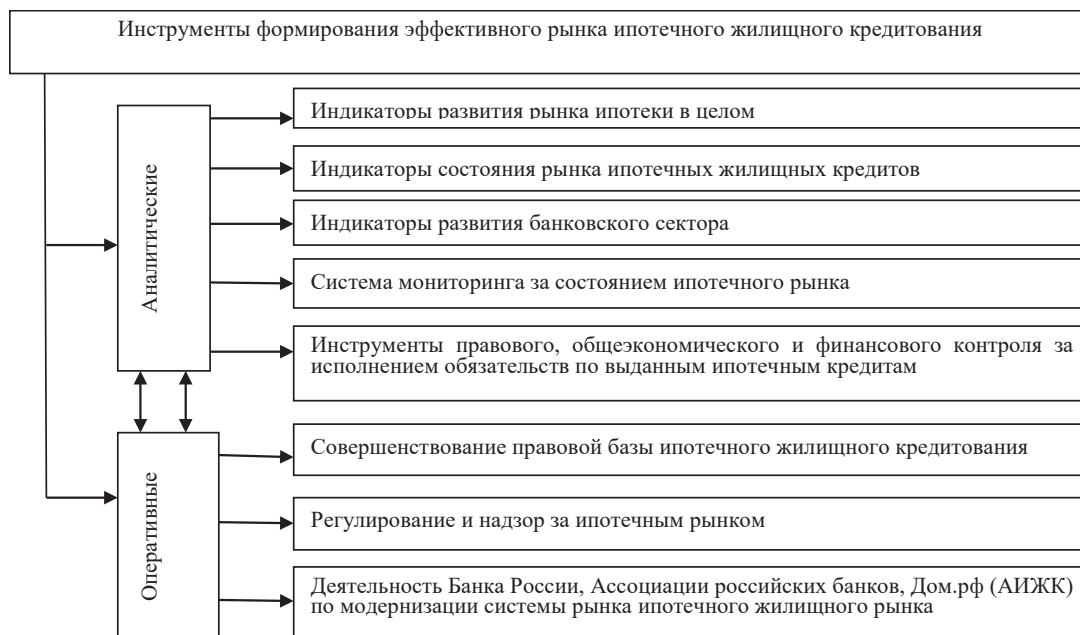 Инструменты формирования эффективного рынка ипотечного жилищного кредитования
Аналитические
Индикаторы развития рынка ипотеки в целом
Индикаторы состояния рынка ипотечных жилищных кредитов
Индикаторы развития банковского сектора
Система мониторинга за состоянием ипотечного рынка
Инструменты правового, общеэкономического и финансового контроля за
исполнением обязательств по выданным ипотечным кредитам
Оперативные
Совершенствование правовой базы ипотечного жилищного кредитования
Регулирование и надзор за ипотечным рынком
Деятельность Банка России, Ассоциации российских банков, Дом.рф (АИЖК)
по модернизации системы рынка ипотечного жилищного рынка